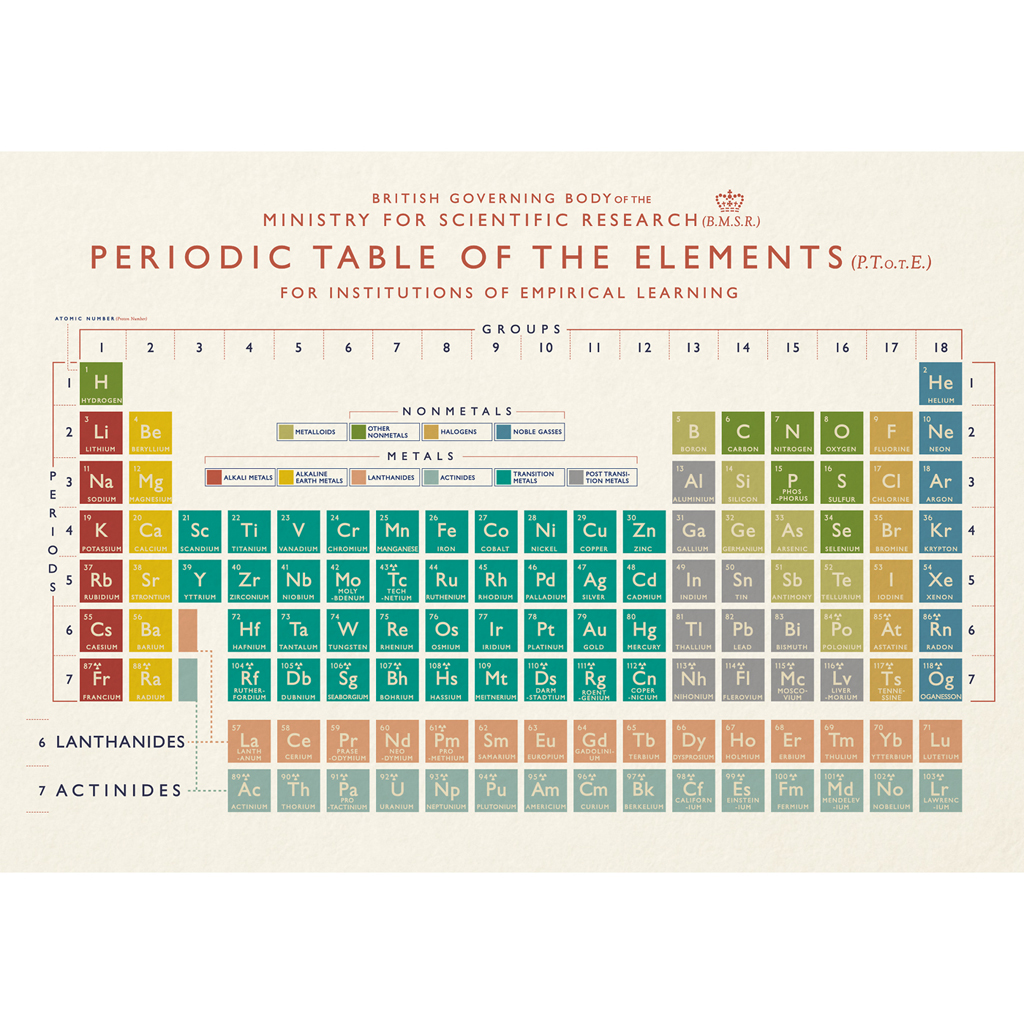 BRITISH GOVERNING BODY OF THE
MINISTRY FOR SCIENTIFIC RESEARCH (B.M.S.R.)
PERIODIC TABLE OF THE ELEMENTS (P.T.O.T.E.)
FOR INSTITUTIONS OF EMPIRICAL LEARNING
ATOMIC NUMBER (Proton Number)
GROUPS
1 2 3 4 5 6 7 8 9 10 11 12 13 14 15 16 17 18
PERIODS
1 1 H HYDROGEN 2 He HELIUM 1
NONMETALS
METALLOIDS OTHER NONMETALS HALOGENS NOBLE GASSES
METALS
ALKALI METALS ALKALINE EARTH METALS LANTHANIDES ACTINIDES TRANSITION METALS POST TRANSI-TION METALS
2 3 Li LITHIUM 4 Be BERYLLIUM 5 B BORON 6 C CARBON 7 N NITROGEN 8 O OXYGEN 9 F FLUORINE 10 Ne NEON 2
3 11 Na SODIUM 12 Mg MAGNESIUM 13 Al ALUMINIUM 14 Si SILICON 15 P PHOS-PHORUS 16 S SULFUR 17 Cl CHLORINE 18 Ar ARGON 3
4 19 K POTASSIUM 20 Ca CALCIUM 21 Sc SCANDIUM 22 Ti TITANIUM 23 V VANADIUM 24 Cr CHROMIUM 25 Mn MANGANESE 26 Fe IRON 27 Co COBALT 28 Ni NICKEL 29 Cu COPPER 30 Zn ZINC 31 Ga GALLIUM 32 Ge GERMANIUM 33 As ARSENIC 34 Se SELENIUM 35 Br BROMINE 36 Kr KRYPTON 4
5 37 Rb RUBIDIUM 38 Sr STRONTIUM 39 Y YTTRIUM 40 Zr ZIRCONIUM 41 Nb NIOBIUM 42 Mo MOLY-BDENUM 43 Tc TECH-NETIUM 44 Ru RUTHENIUM 45 Rh RHODIUM 46 Pd PALLADIUM 47 Ag SILVER 48 Cd CADMIUM 49 In INDIUM 50 Sn TIN 51 Sb ANTIMONY 52 Te TELLURIUM 53 I IODINE 54 Xe XENON 5
6 55 Cs CAESIUM 56 Ba BARIUM 72 Hf HAFNIUM 73 Ta TANTALUM 74 W TUNGSTEN 75 Re RHENIUM 76 Os OSMIUM 77 Ir IRIDIUM 78 Pt PLATINUM 79 Au GOLD 80 Hg MERCURY 81 Tl THALLIUM 82 Pb LEAD 83 Bi BISMUTH 84 Po POLONIUM 85 At ASTATINE 86 Rn RADON 6
7 87 Fr FRANCIUM 88 Ra RADIUM 104 Rf RUTHER-FORDIUM 105 Db DUBNIUM 106 Sg SEABORGIUM 107 Bh BOHRIUM 108 Hs HASSIUM 109 Mt MEITNERIUM 110 Ds DARM-STADTIUM 111 Rg ROENT-GENIUM 112 Cn COPER-NICIUM 113 Nh NIHONIUM 114 Fl FLEROVIUM 115 Mc MOSCO-VIUM 116 Lv LIVER-MORIUM 117 Ts TENNE-SSINE 118 Og OGANESSON 7
6 LANTHANIDES 57 La LANTH-ANUM 58 Ce CERIUM 59 Pr PRASE-ODYMIUM 60 Nd NEO-DYMIUM 61 Pm PRO-METHIUM 62 Sm SAMARIUM 63 Eu EUROPIUM 64 Gd GADOLINI-UM 65 Tb TERBIUM 66 Dy DYSPRODIUM 67 Ho HOLMIUM 68 Er ERBIUM 69 Tm THULIUM 70 Yb YTTERBIUM 71 Lu LUTETIUM
7 ACTINIDES 89 Ac ACTINIUM 90 Th THORIUM 91 Pa PRO-TACTINIUM 92 U URANIUM 93 Np NEPTUNIUM 94 Pu PLUTONIUM 95 Am AMERICIUM 96 Cm CURIUM 97 Bk BERKELIUM 98 Cf CALIFORN-IUM 99 Es EINSTEIN-IUM 100 Fm FERMIUM 101 Md MENDELEV-IUM 102 No NOBELIUM 103 Lr LAWRENC-IUM